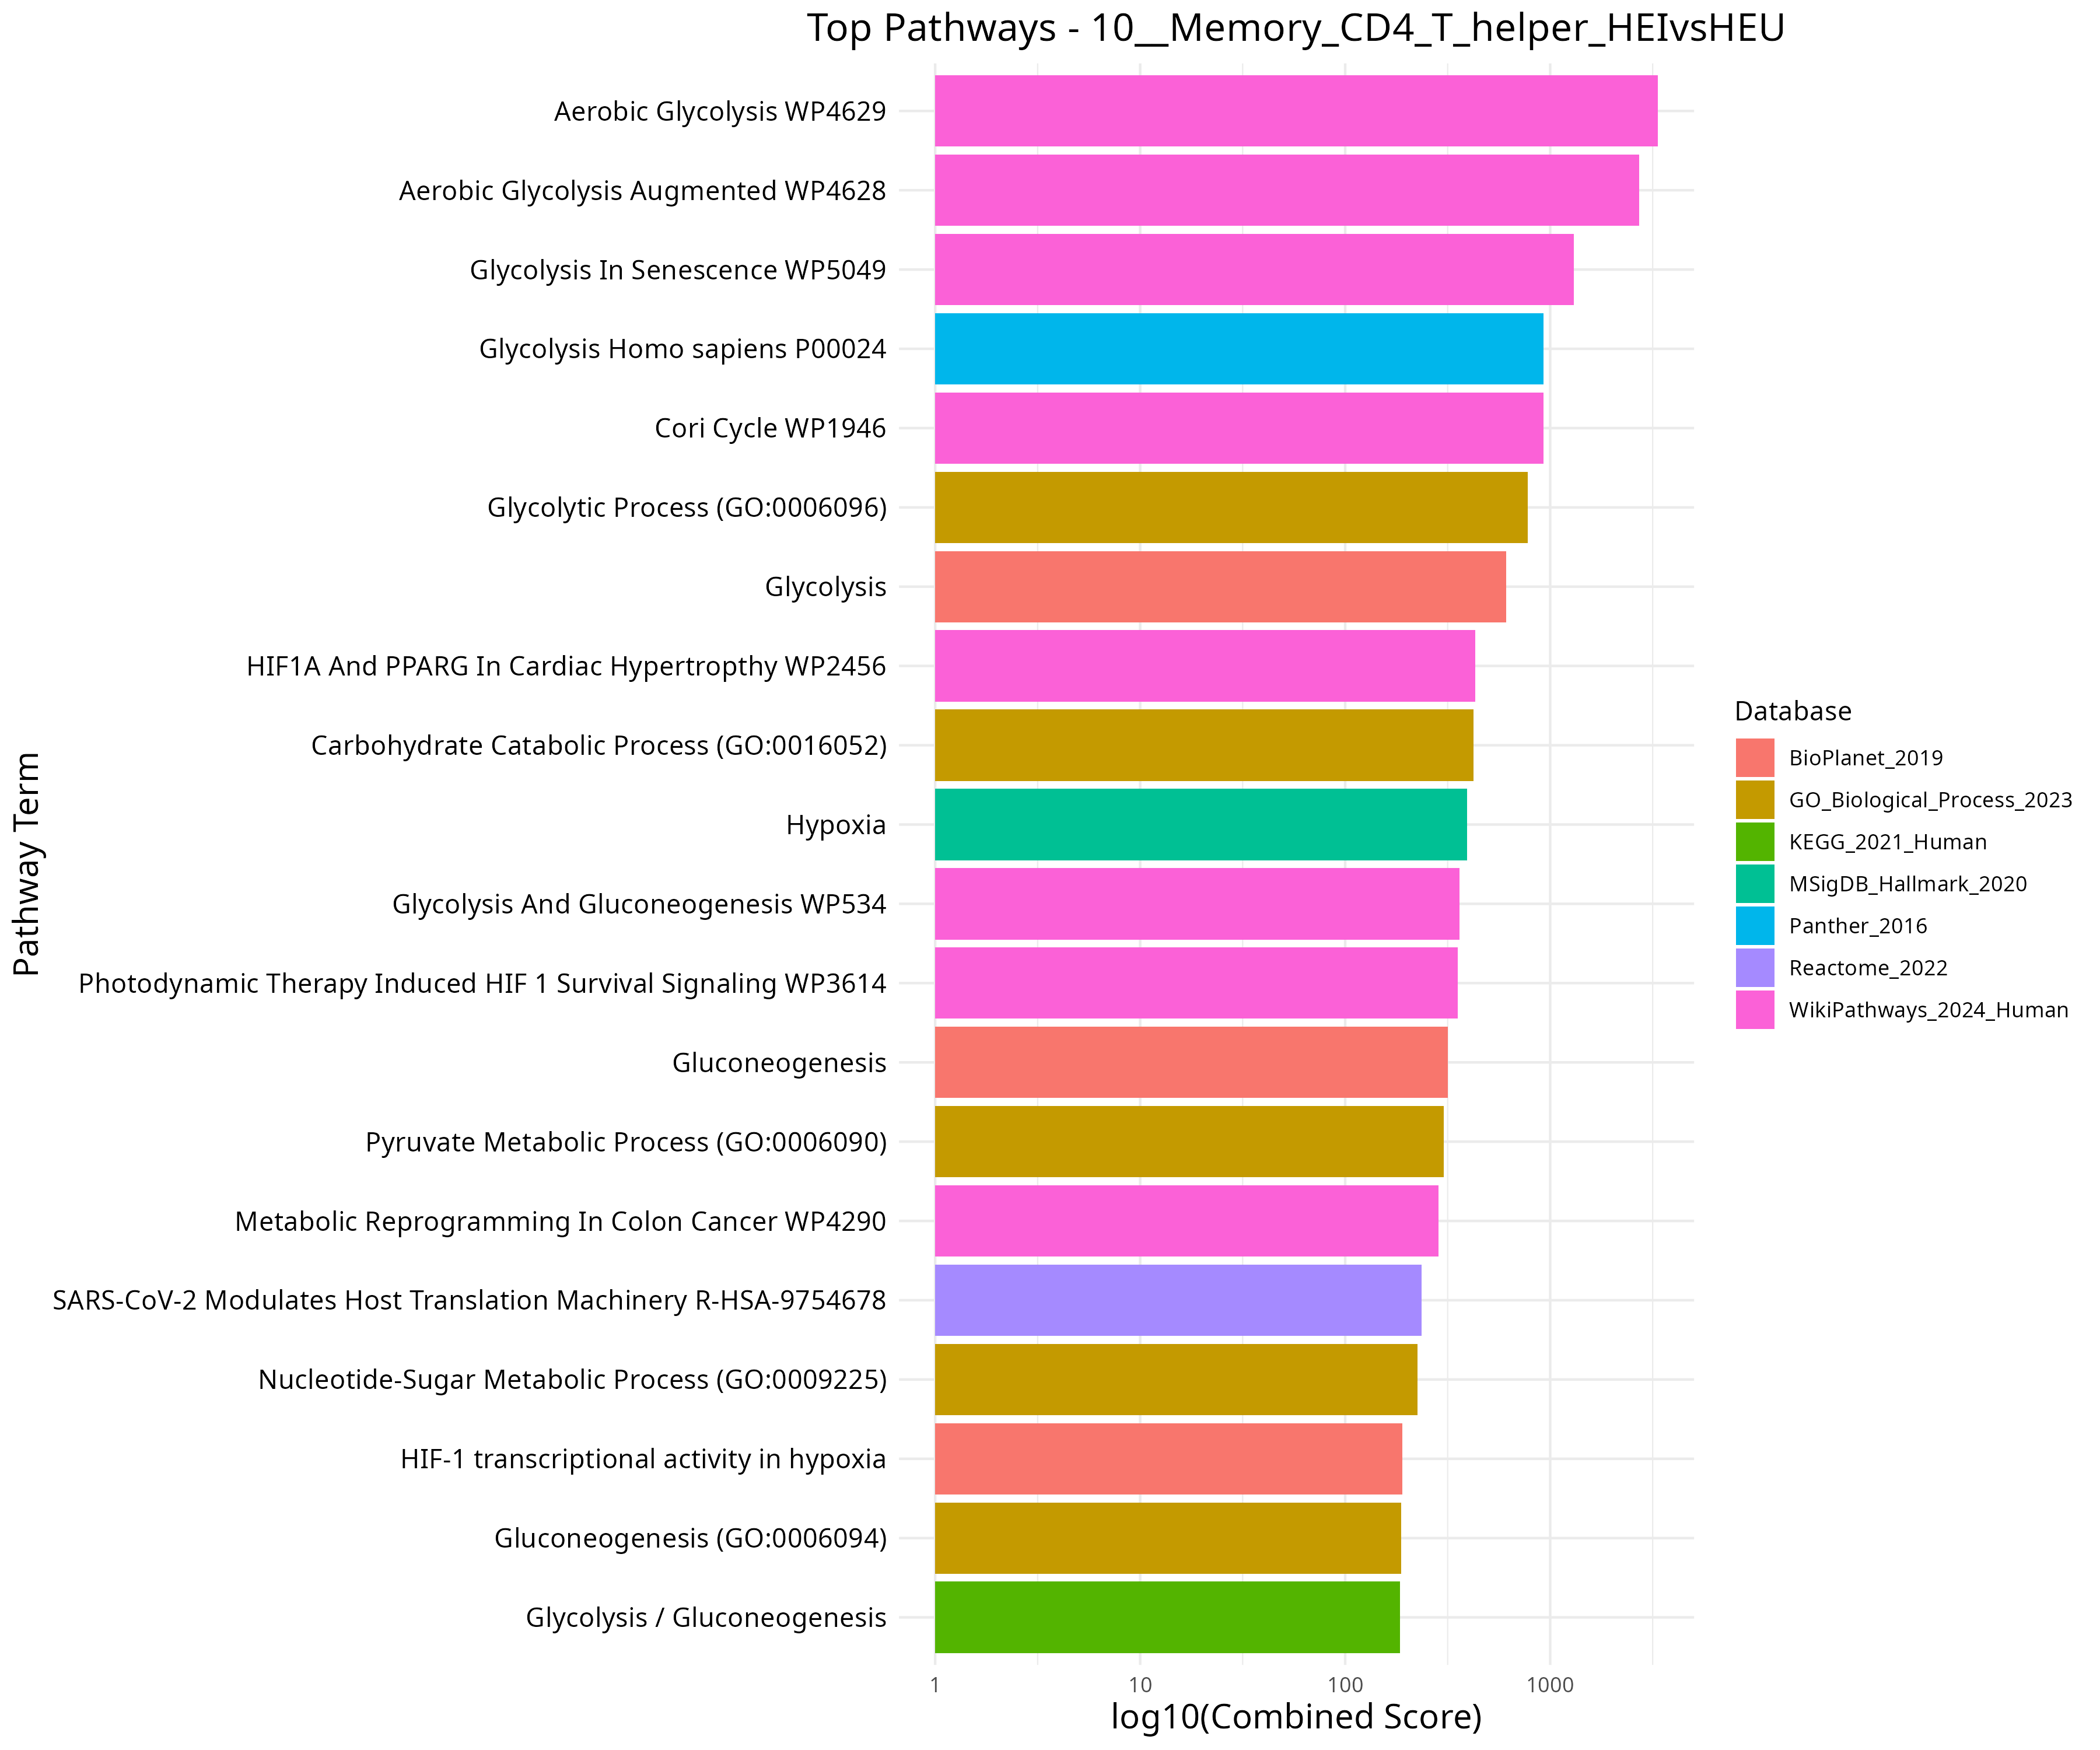 Top Pathways - 10__Memory_CD4_T_helper_HEIvsHEU
Pathway Term
Aerobic Glycolysis WP4629
Aerobic Glycolysis Augmented WP4628
Glycolysis In Senescence WP5049
Glycolysis Homo sapiens P00024
Cori Cycle WP1946
Glycolytic Process (GO:0006096)
Glycolysis
HIF1A And PPARG In Cardiac Hypertropthy WP2456
Carbohydrate Catabolic Process (GO:0016052)
Hypoxia
Glycolysis And Gluconeogenesis WP534
Photodynamic Therapy Induced HIF 1 Survival Signaling WP3614
Gluconeogenesis
Pyruvate Metabolic Process (GO:0006090)
Metabolic Reprogramming In Colon Cancer WP4290
SARS-CoV-2 Modulates Host Translation Machinery R-HSA-9754678
Nucleotide-Sugar Metabolic Process (GO:0009225)
HIF-1 transcriptional activity in hypoxia
Gluconeogenesis (GO:0006094)
Glycolysis / Gluconeogenesis
1 10 100 1000
log10(Combined Score)
Database
BioPlanet_2019
GO_Biological_Process_2023
KEGG_2021_Human
MSigDB_Hallmark_2020
Panther_2016
Reactome_2022
WikiPathways_2024_Human